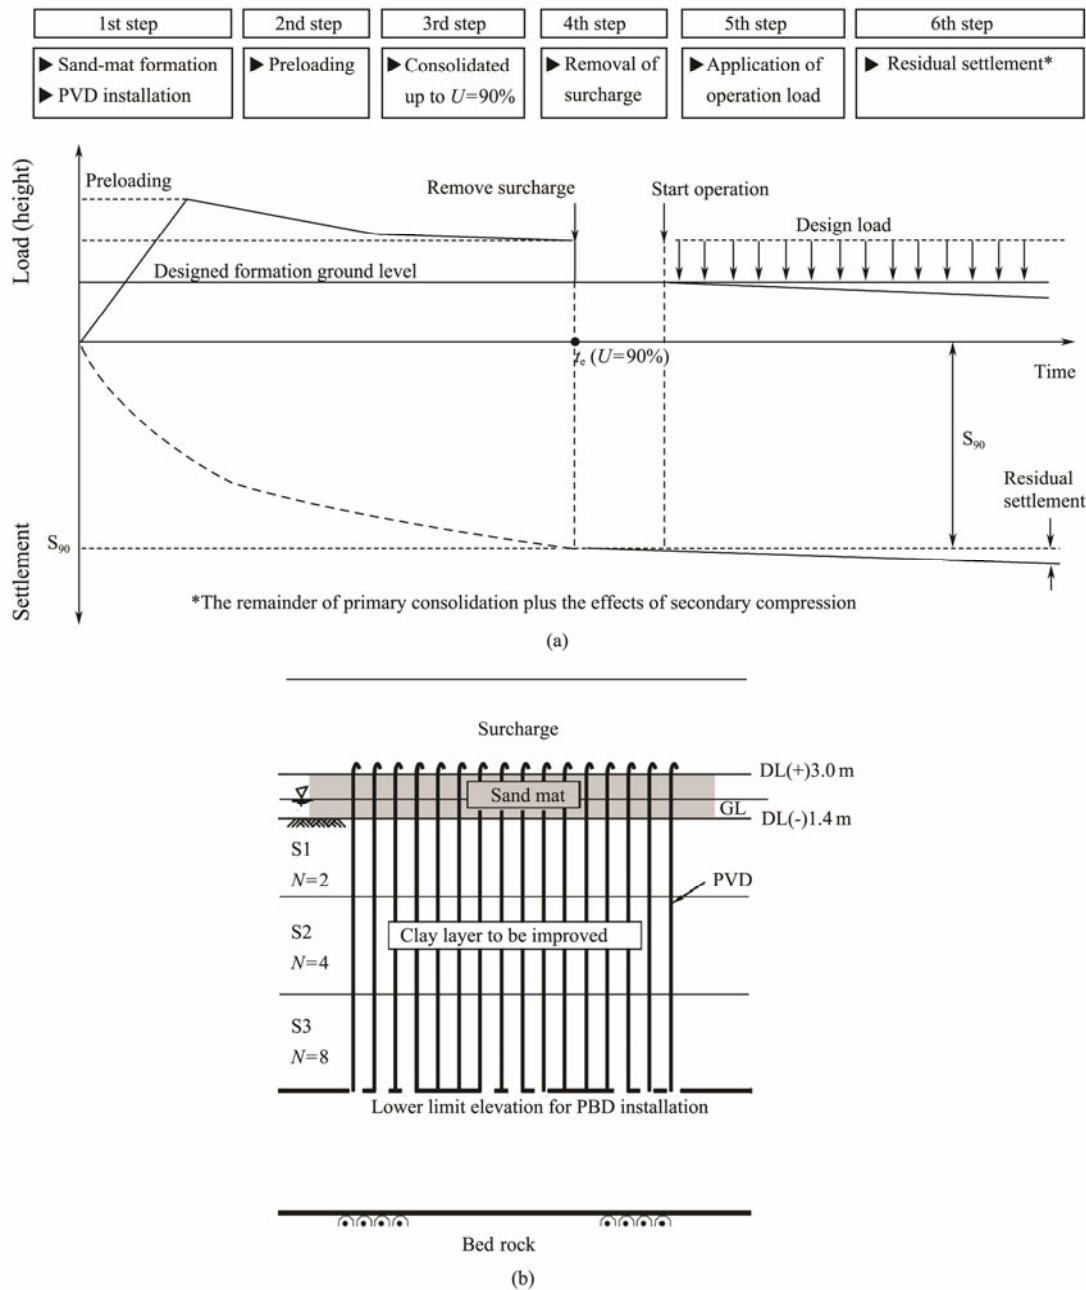 1st step
2nd step
3rd step
4th step
5th step
6th step
▶ Sand-mat formation
▶ PVD installation
▶ Preloading
▶ Consolidated
up to U=90%
▶ Removal of
surcharge
▶ Application of
operation load
▶ Residual settlement*
Load (height)
Preloading
Remove surcharge
Start operation
Design load
Designed formation ground level
(U=90%)
Time
S90
Residual
settlement
S90
Settlement
*The remainder of primary consolidation plus the effects of secondary compression
(a)
Surcharge
DL(+)3.0 m
Sand mat
GL
DL(-)1.4 m
S1
N=2
PVD
S2
N=4
Clay layer to be improved
S3
N=8
Lower limit elevation for PBD installation
Bed rock
(b)